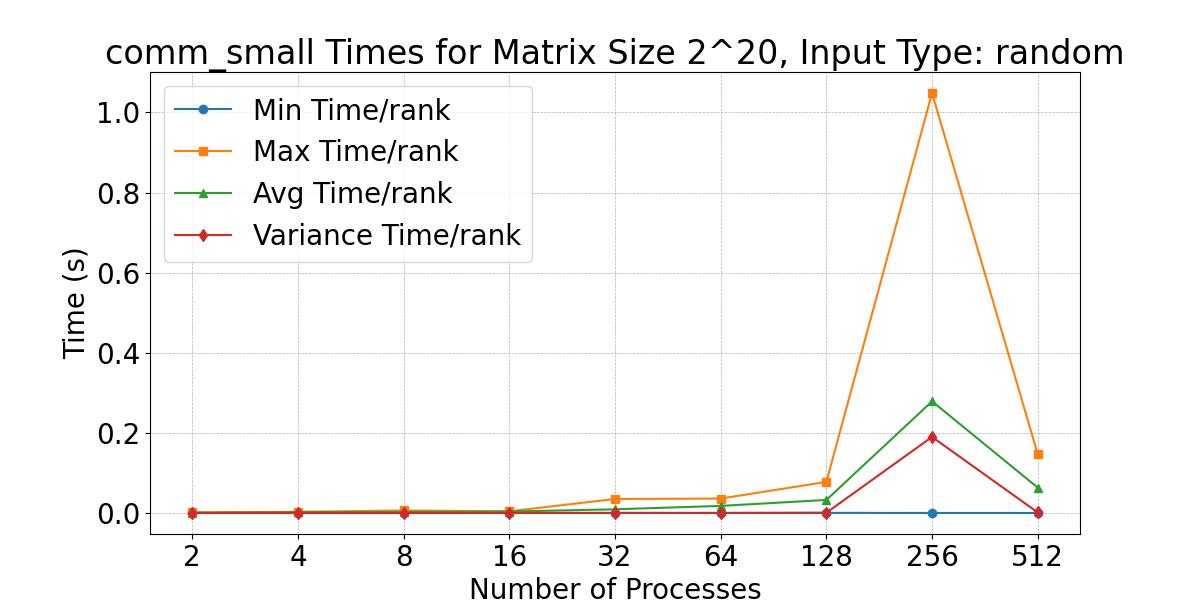 comm_small Times for Matrix Size 2^20, Input Type: random
Min Time/rank
Max Time/rank
Avg Time/rank
Variance Time/rank
Time (s)
1.0
0.8
0.6
0.4
0.2
0.0
2 4 8 16 32 64 128 256 512
Number of Processes